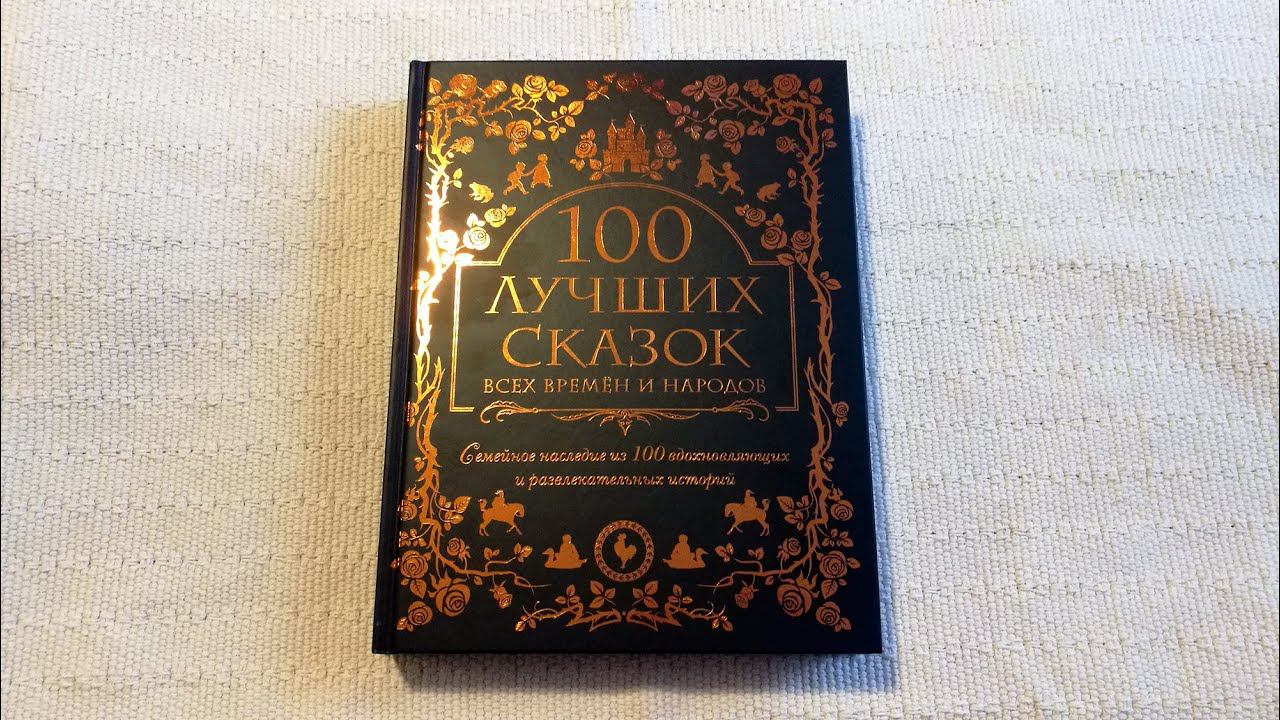 100
ЛУЧШИХ
СКАЗОК
ВСЕХ ВРЕМЁН И НАРОДОВ
Семейное наследие из 100 вдохновляющих
и развлекательных историй